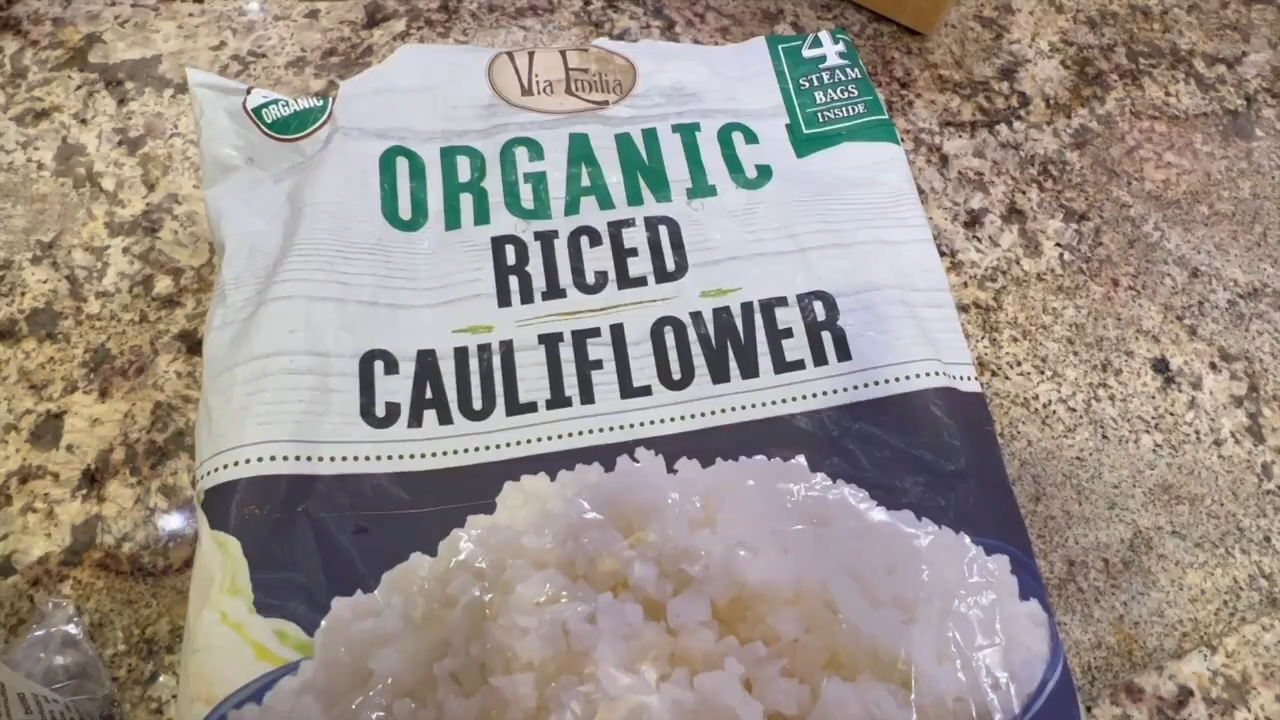 Via Emilia
ORGANIC
4
STEAM
BAGS
INSIDE
ORGANIC
RICED
CAULIFLOWER